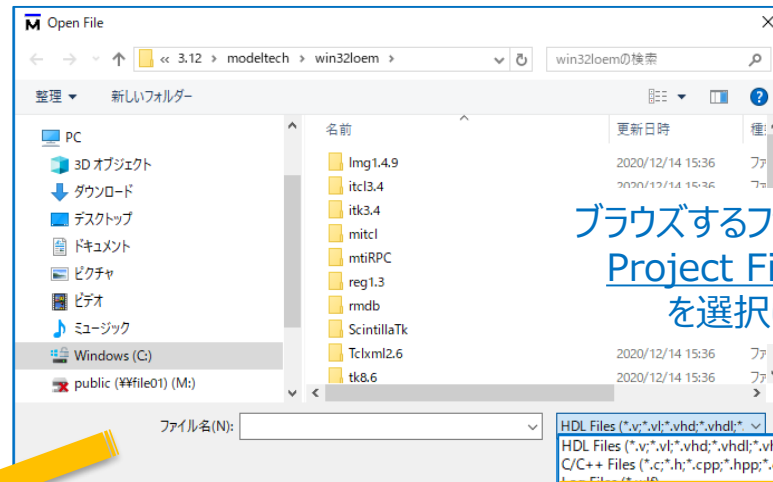 Open File
« 3.12 > modeltech > win32loem >
win32loemの検索
整理 ▼ 新しいフォルダー
PC
3D オブジェクト
ダウンロード
デスクトップ
ドキュメント
ピクチャ
ビデオ
ミュージック
Windows (C:)
public (¥¥file01) (M:)
名前 更新日時
Img1.4.9 2020/12/14 15:36
itcl3.4 2020/12/14 15:36
itk3.4
mitcl
mtiRPC
reg1.3
rmdb
ScintillaTk
Tclxml2.6 2020/12/14 15:36
tk8.6 2020/12/14 15:36
ブラウズするフ
Project Fi
を選択
ファイル名(N):
HDL Files (*.v;*.vl;*.vhd;*.vhdl;*.
HDL Files (*.v;*.vl;*.vhd;*.vhdl;*.vh
C/C++ Files (*.c;*.h;*.cpp;*.hpp;*.